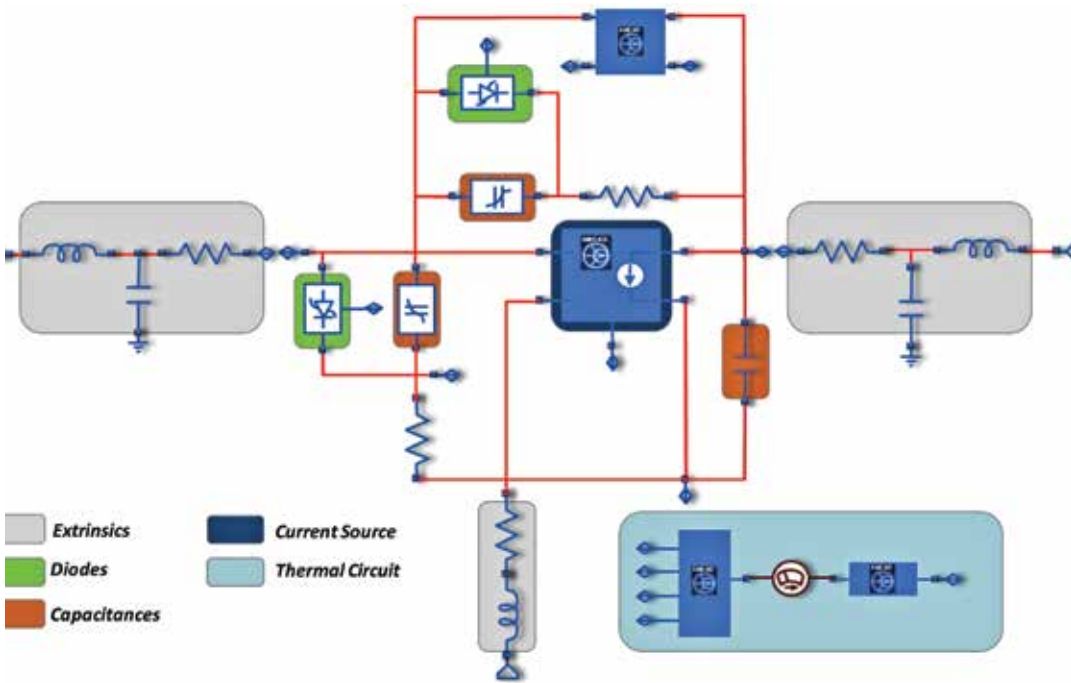 Extrinsics
Current Source
Diodes
Thermal Circuit
Capacitances